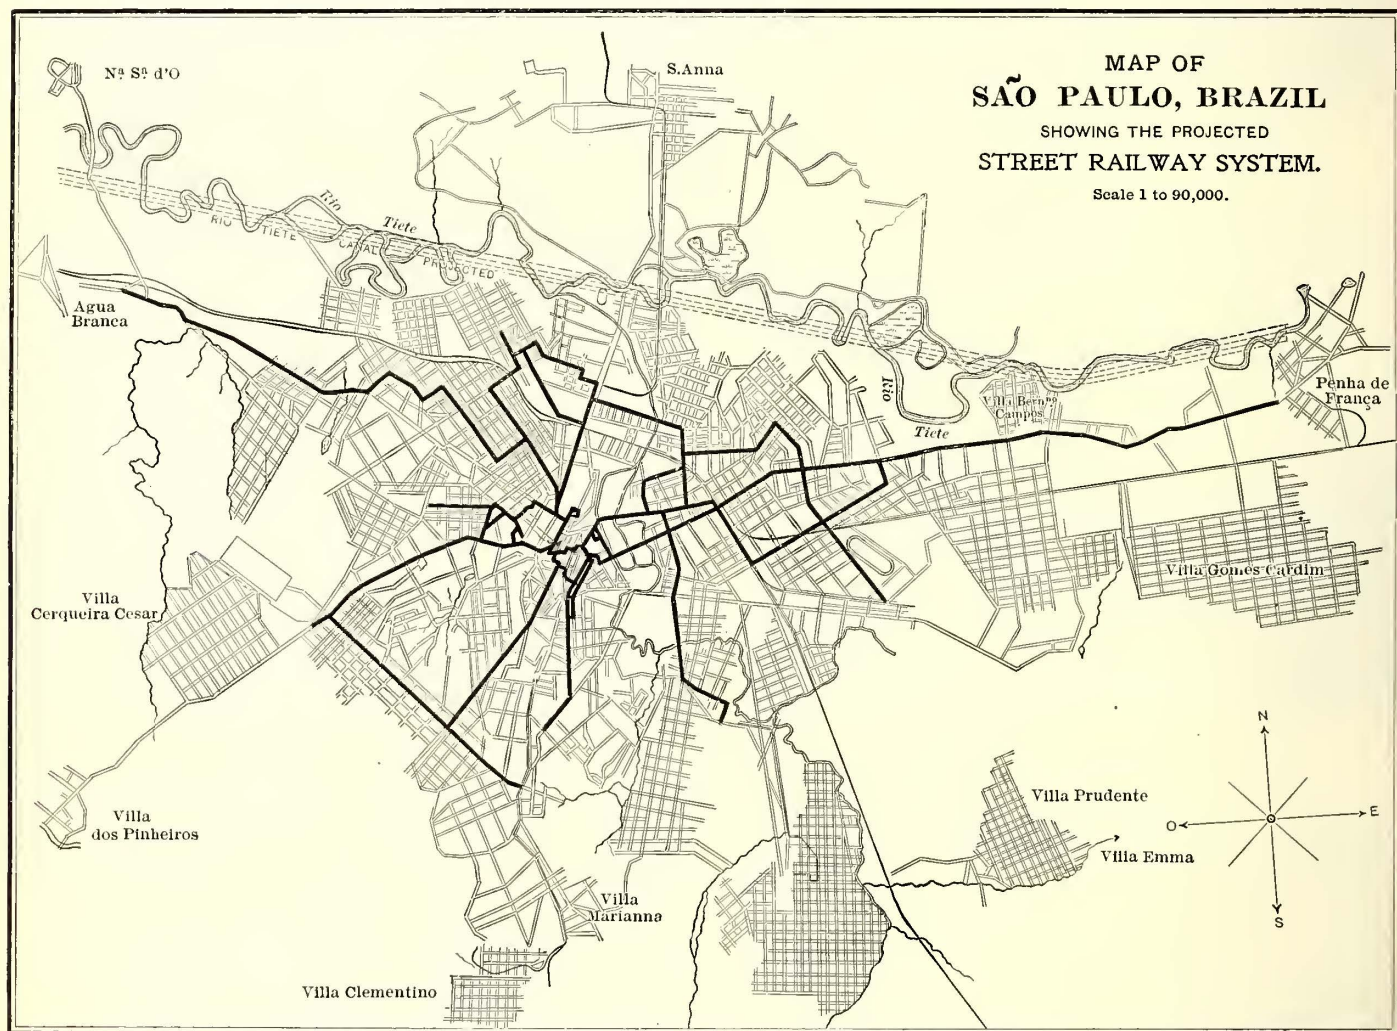 MAP OF
SÃO PAULO, BRAZIL
SHOWING THE PROJECTED
STREET RAILWAY SYSTEM.
Scale 1 to 90,000.
Nª Sª d'O
S.Anna
Rio
Tiete
RIO TIETE CANAL PROJECTED
Agua
Branca
Rio
Tiete
Villa Bernno
Campos
Penha de
França
Villa Gomes Cardim
Villa
Cerqueira Cesar
Villa
dos Pinheiros
Villa Prudente
Villa Emma
Villa
Marianna
Villa Clementino
N
O
E
S